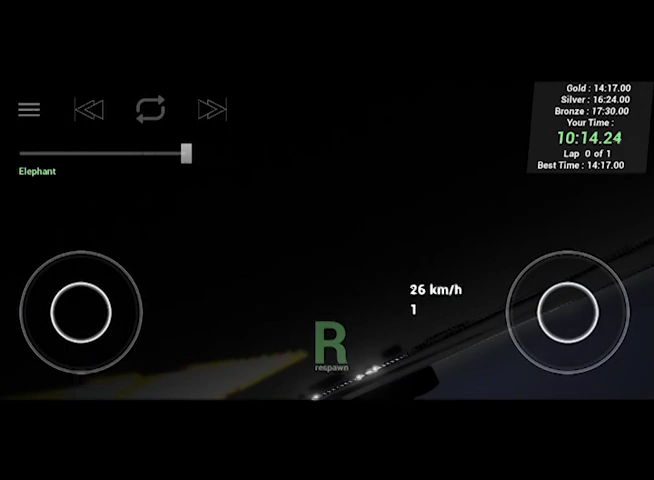 Gold : 14:17.00
Silver : 16:24.00
Bronze : 17:30.00
Your Time :
10:14.24
Lap 0 of 1
Best Time : 14:17.00
Elephant
26 km/h
1
R
respawn